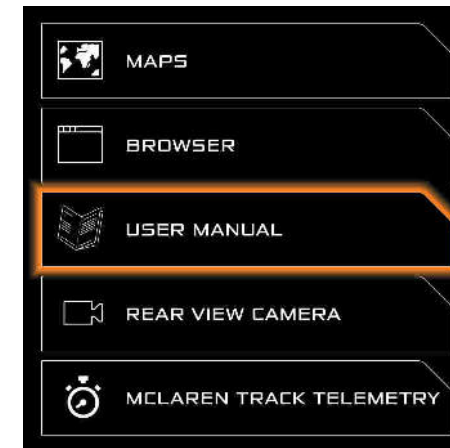 MAPS
BROWSER
USER MANUAL
REAR VIEW CAMERA
MCLAREN TRACK TELEMETRY